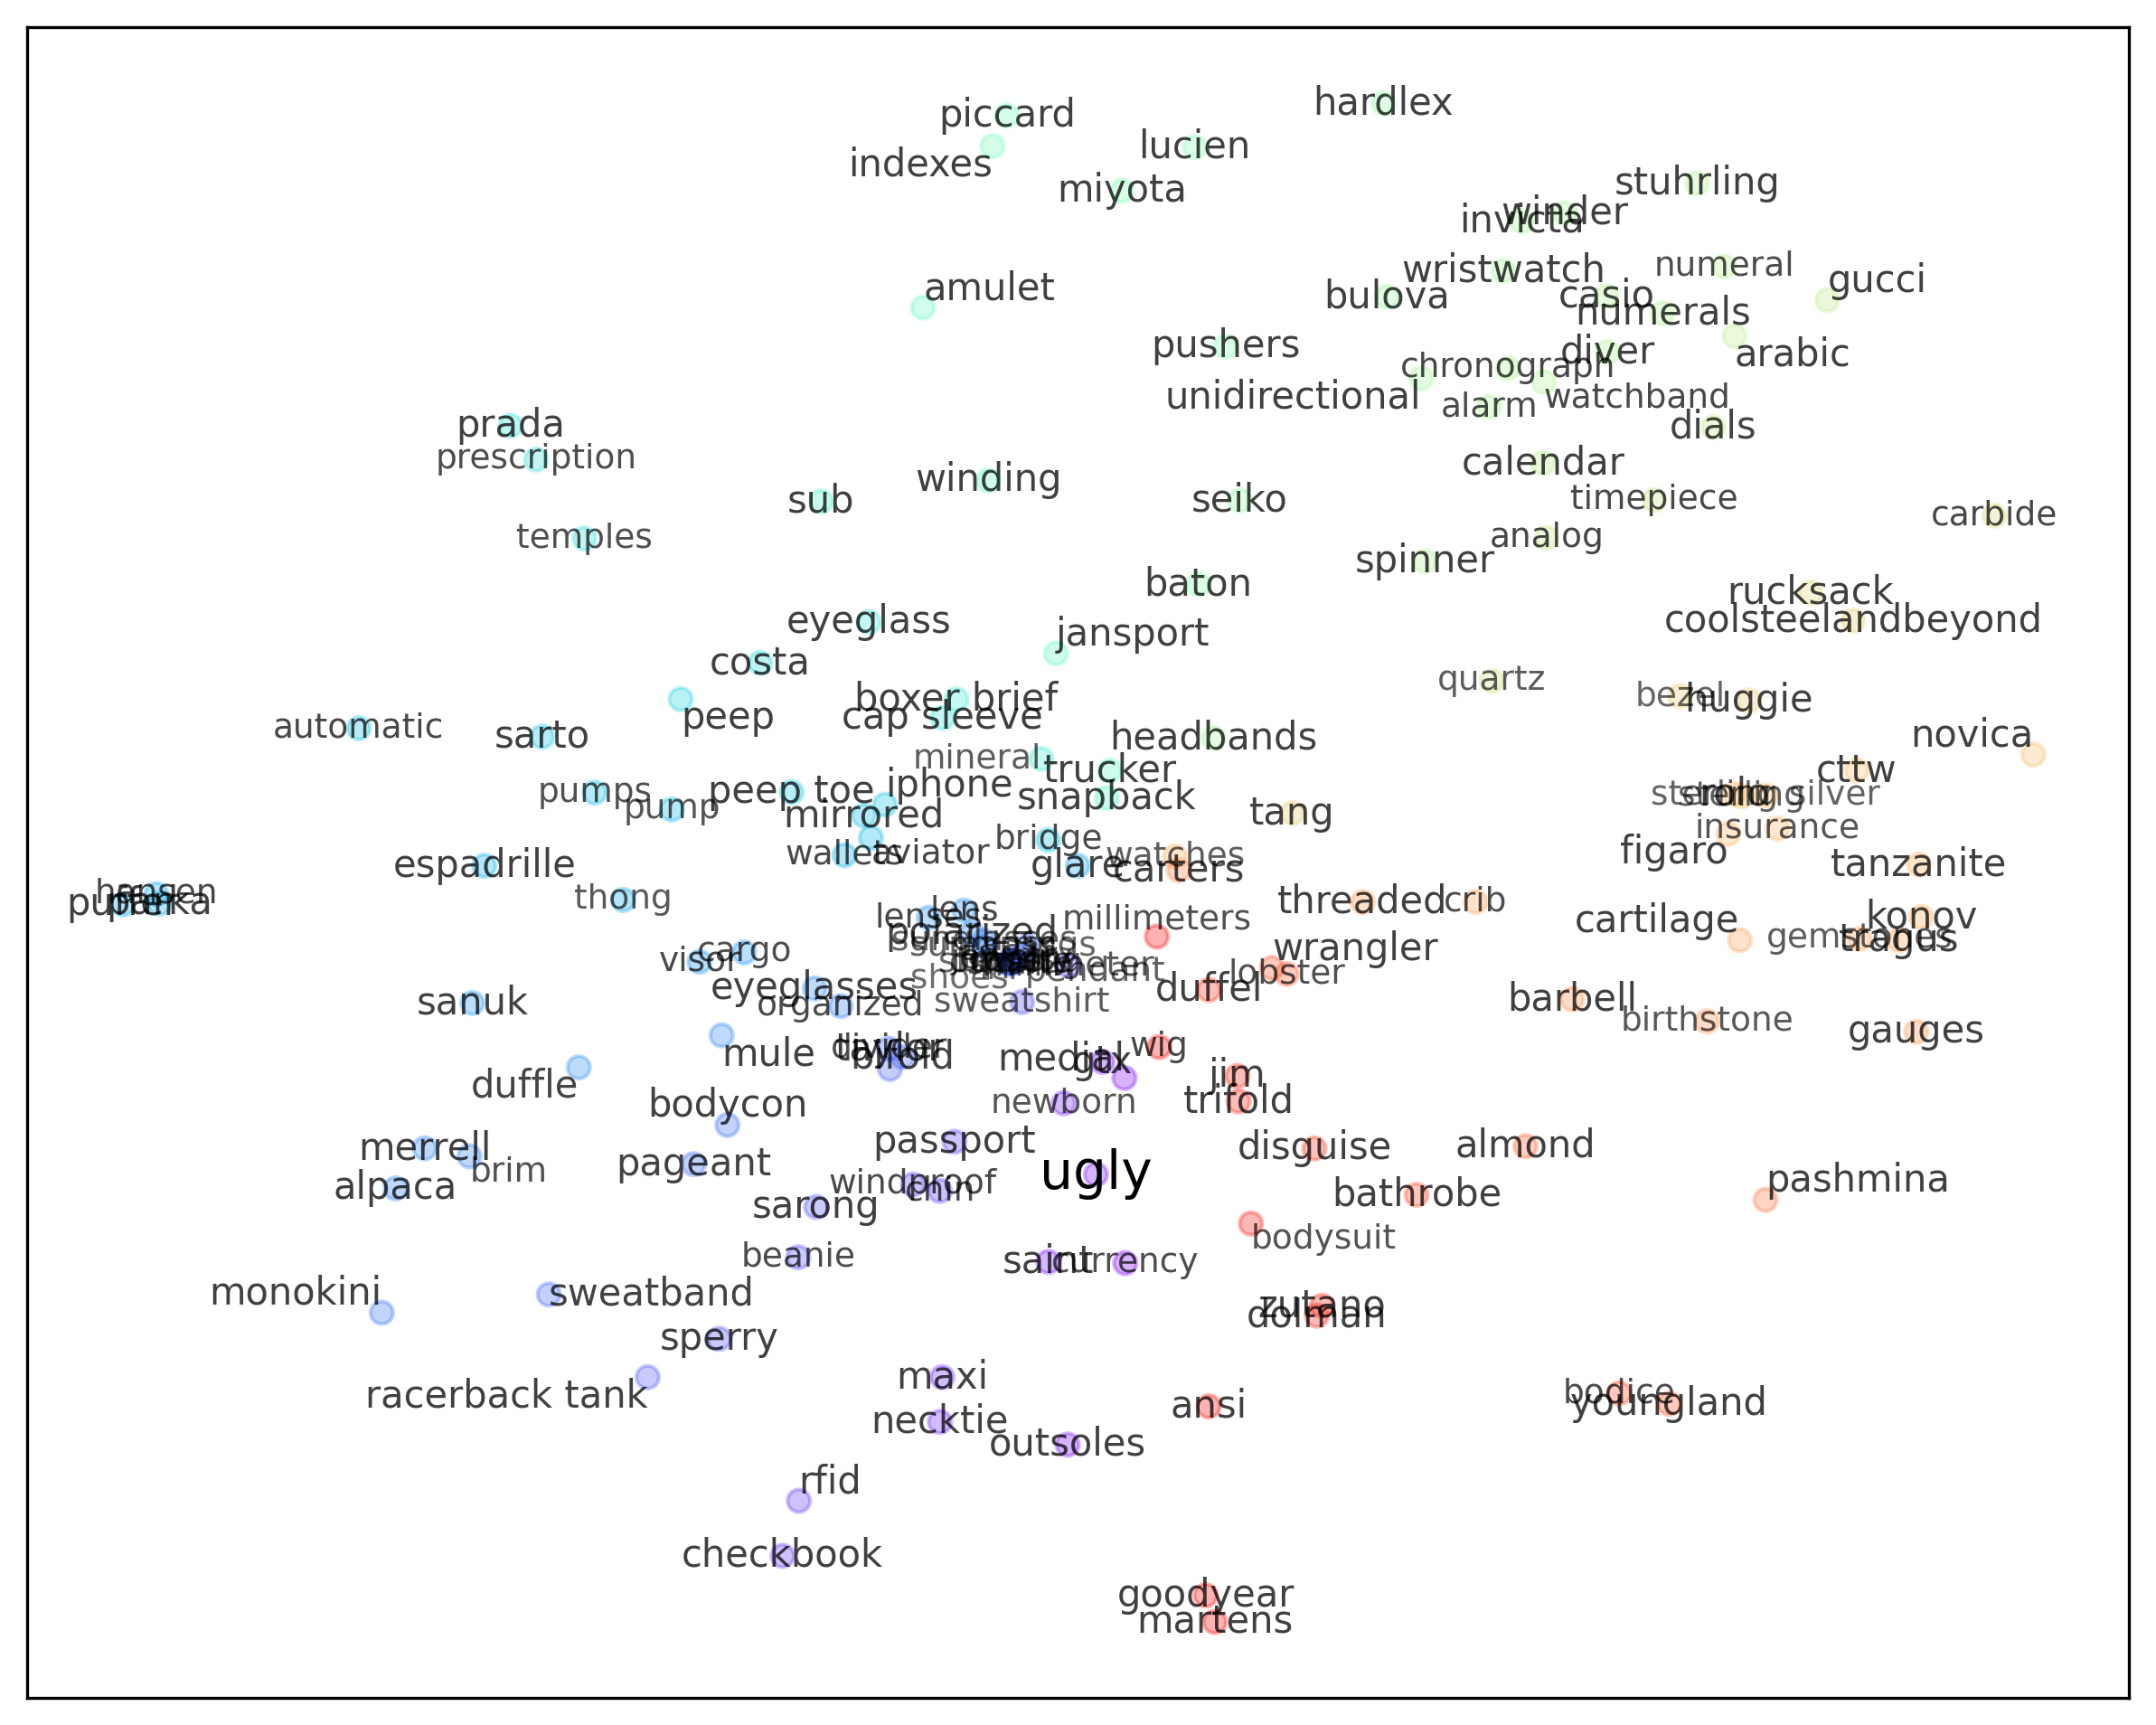 hardlex
piccard
lucien
indexes
miyota
stuhrling
winder
invicta
wristwatch
numeral
gucci
amulet
bulova
casio
numerals
pushers
diver
arabic
chronograph
unidirectional
watchband
alarm
prada
dials
prescription
calendar
winding
sub
seiko
timepiece
carbide
temples
analog
spinner
baton
rucksack
eyeglass
coolsteelandbeyond
jansport
costa
quartz
boxer brief
bezel
huggie
peep
cap sleeve
automatic
sarto
headbands
novica
mineral
trucker
cttw
iphone
pumps
peep toe
snapback
sterling silver
pump
mirrored
tang
bridge
insurance
wallets
aviator
watches
figaro
espadrille
glare
carters
tanzanite
hansen
parka
thong
threaded
crib
lens
lenses
millimeters
cartilage
konov
polarized
gemstones
tragus
wrangler
cargo
visor
lobster
pendant
shoes
eyeglasses
duffel
sanuk
organized
sweatshirt
barbell
birthstone
gauges
mule
bifold
wig
duffle
jim
bodycon
newborn
trifold
merrell
passport
disguise
almond
pageant
brim
ugly
alpaca
windproof
chin
bathrobe
pashmina
sarong
bodysuit
beanie
saint
currency
monokini
sweatband
zutano
dolman
sperry
maxi
racerback tank
bodice
youngland
ansi
necktie
outsoles
rfid
checkbook
goodyear
martens